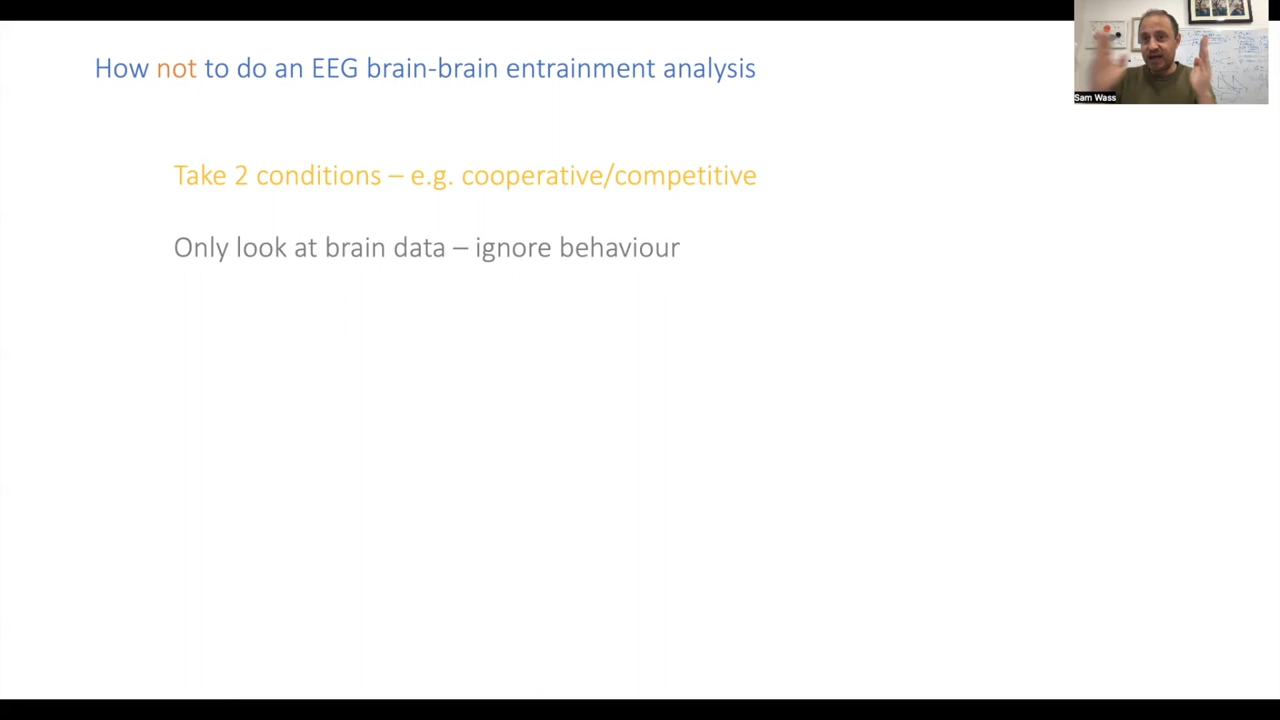 How not to do an EEG brain-brain entrainment analysis
Sam Wass
Take 2 conditions – e.g. cooperative/competitive
Only look at brain data – ignore behaviour